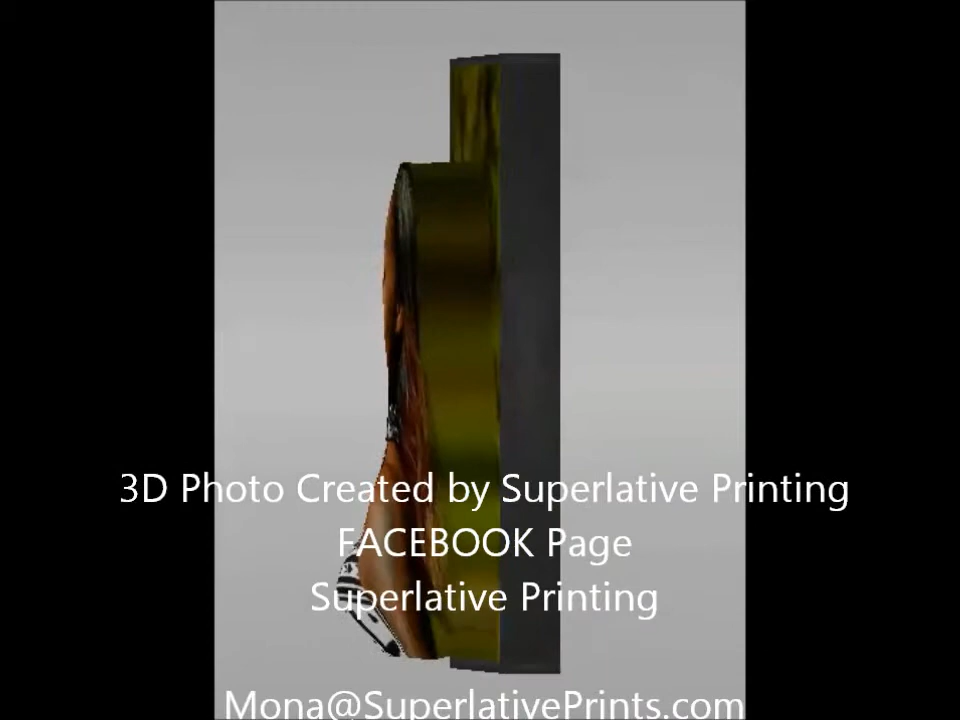 3D Photo Created by Superlative Printing
FACEBOOK Page
Superlative Printing
Mona@SuperlativePrints.com